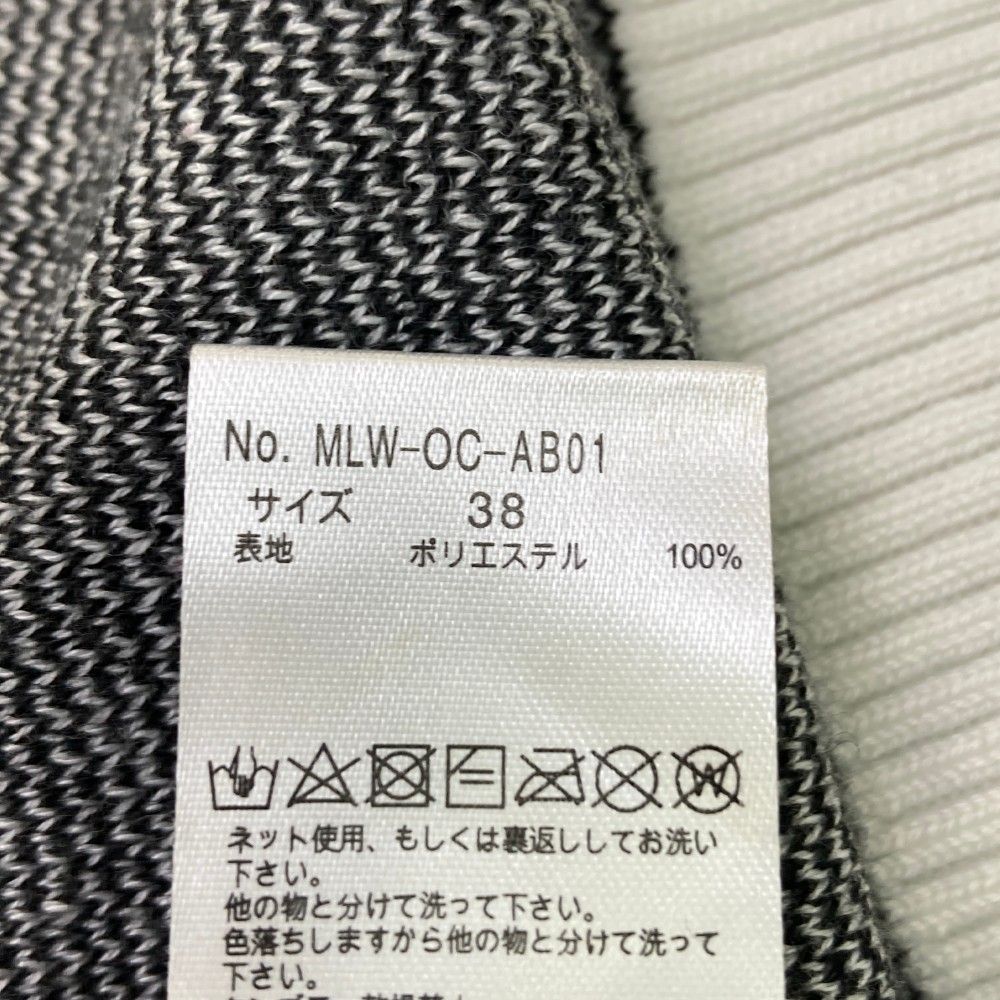 No. MLW-OC-AB01
サイズ 38
表地 ポリエステル 100%
W
ネット使用、もしくは裏返ししてお洗い
下さい。
他の物と分けて洗って下さい。
色落ちしますから他の物と分けて洗って
下さい。